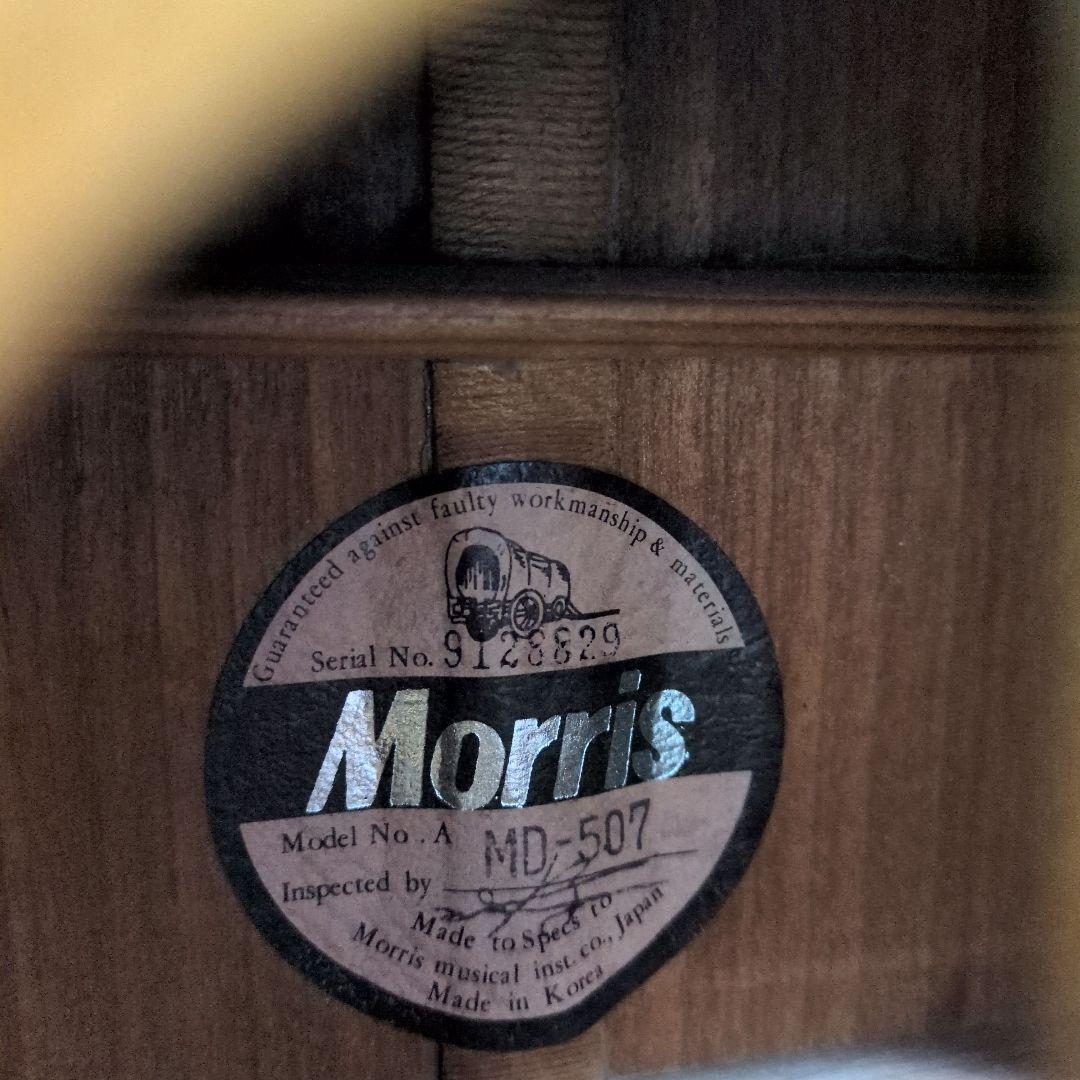 Guaranteed against faulty workmanship & materials
Serial No. 9128829
Morris
Model No. A MD-507
Inspected by
Made to Specs to
Morris musical inst. co., Japan
Made in Korea